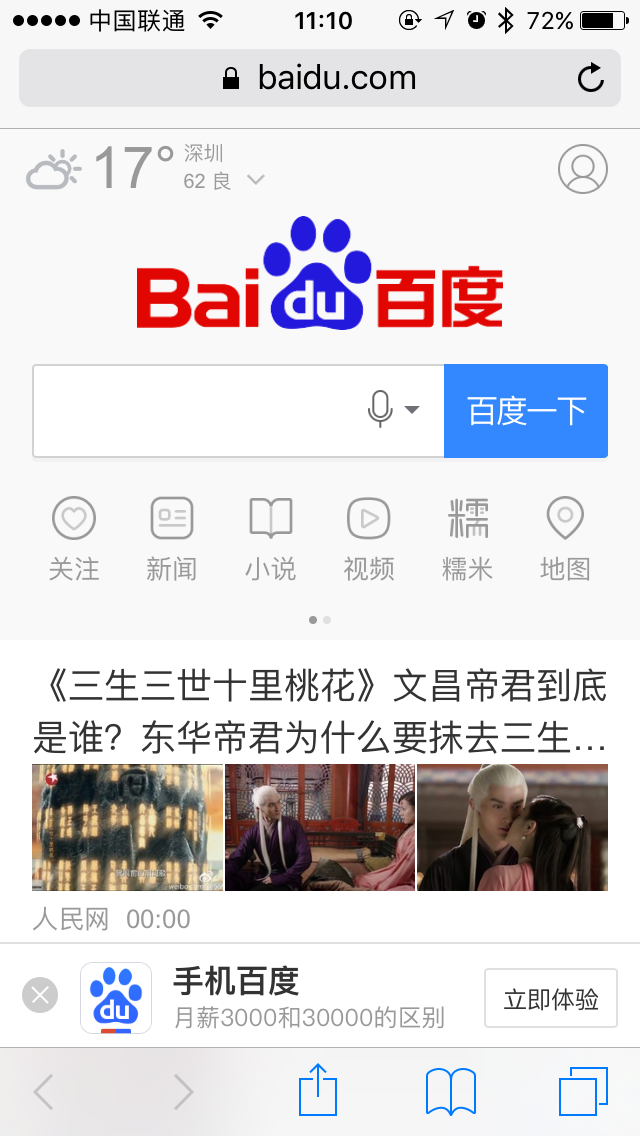 中国联通 11:10 72%
baidu.com
17° 深圳
62 良
Bai du 百度
百度一下
关注 新闻 小说 视频 糯米 地图
《三生三世十里桃花》文昌帝君到底
是谁？东华帝君为什么要抹去三生...
人民网 00:00
手机百度
du
月薪3000和30000的区别
立即体验